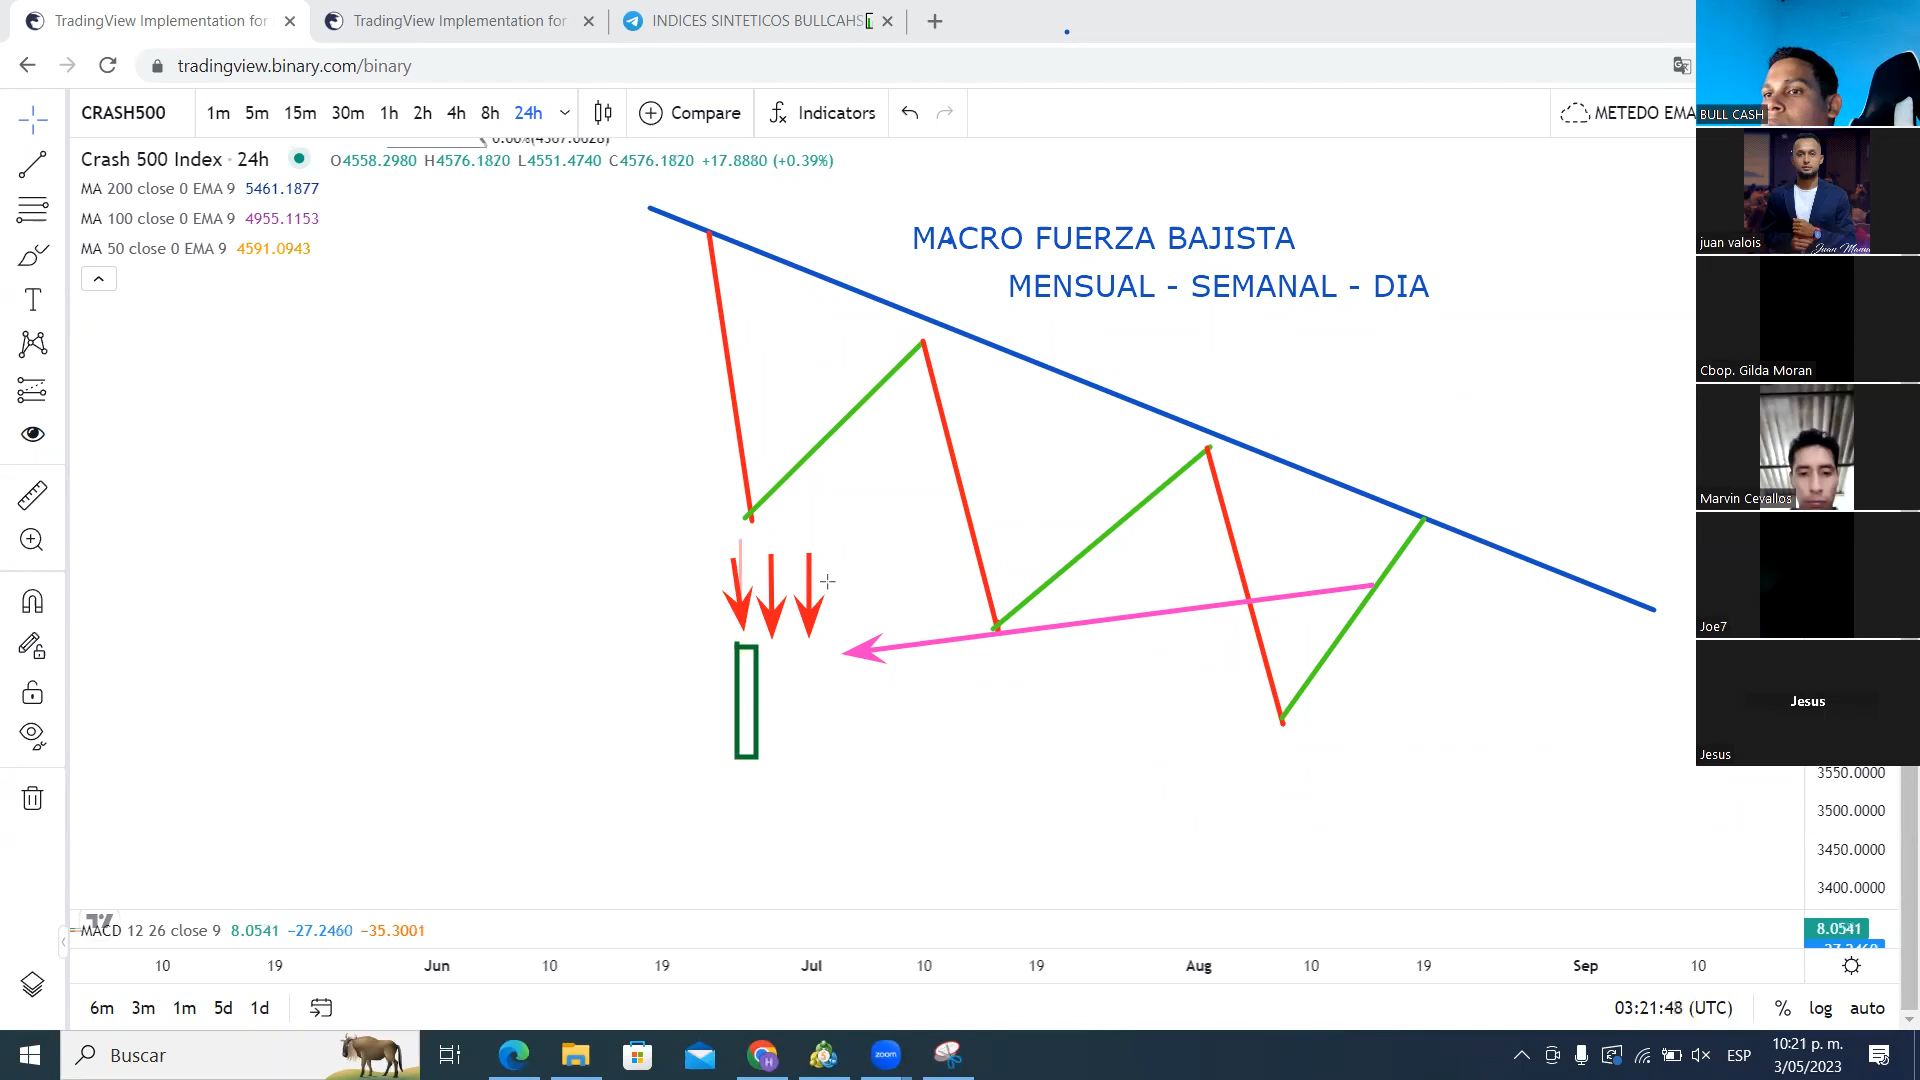 TradingView Implementation for
TradingView Implementation for
INDICES SINTETICOS BULLCAHS
tradingview.binary.com/binary
CRASH500 1m 5m 15m 30m 1h 2h 4h 8h 24h Compare Indicators METEDO EMA
Crash 500 Index · 24h O4558.2980 H4576.1820 L4551.4740 C4576.1820 +17.8880 (+0.39%)
MA 200 close 0 EMA 9 5461.1877
MA 100 close 0 EMA 9 4955.1153
MA 50 close 0 EMA 9 4591.0943
MACRO FUERZA BAJISTA
MENSUAL - SEMANAL - DIA
BULL CASH
juan valois
Juan Manu
Cbop. Gilda Moran
Marvin Cevallos
Joe7
Jesus
Jesus
3550.0000
3500.0000
3450.0000
3400.0000
MACD 12 26 close 9 8.0541 −27.2460 −35.3001
8.0541
10 19 Jun 10 19 Jul 10 19 Aug 10 19 Sep 10
6m 3m 1m 5d 1d 03:21:48 (UTC) % log auto
Buscar
zoom
ESP
10:21 p. m.
3/05/2023